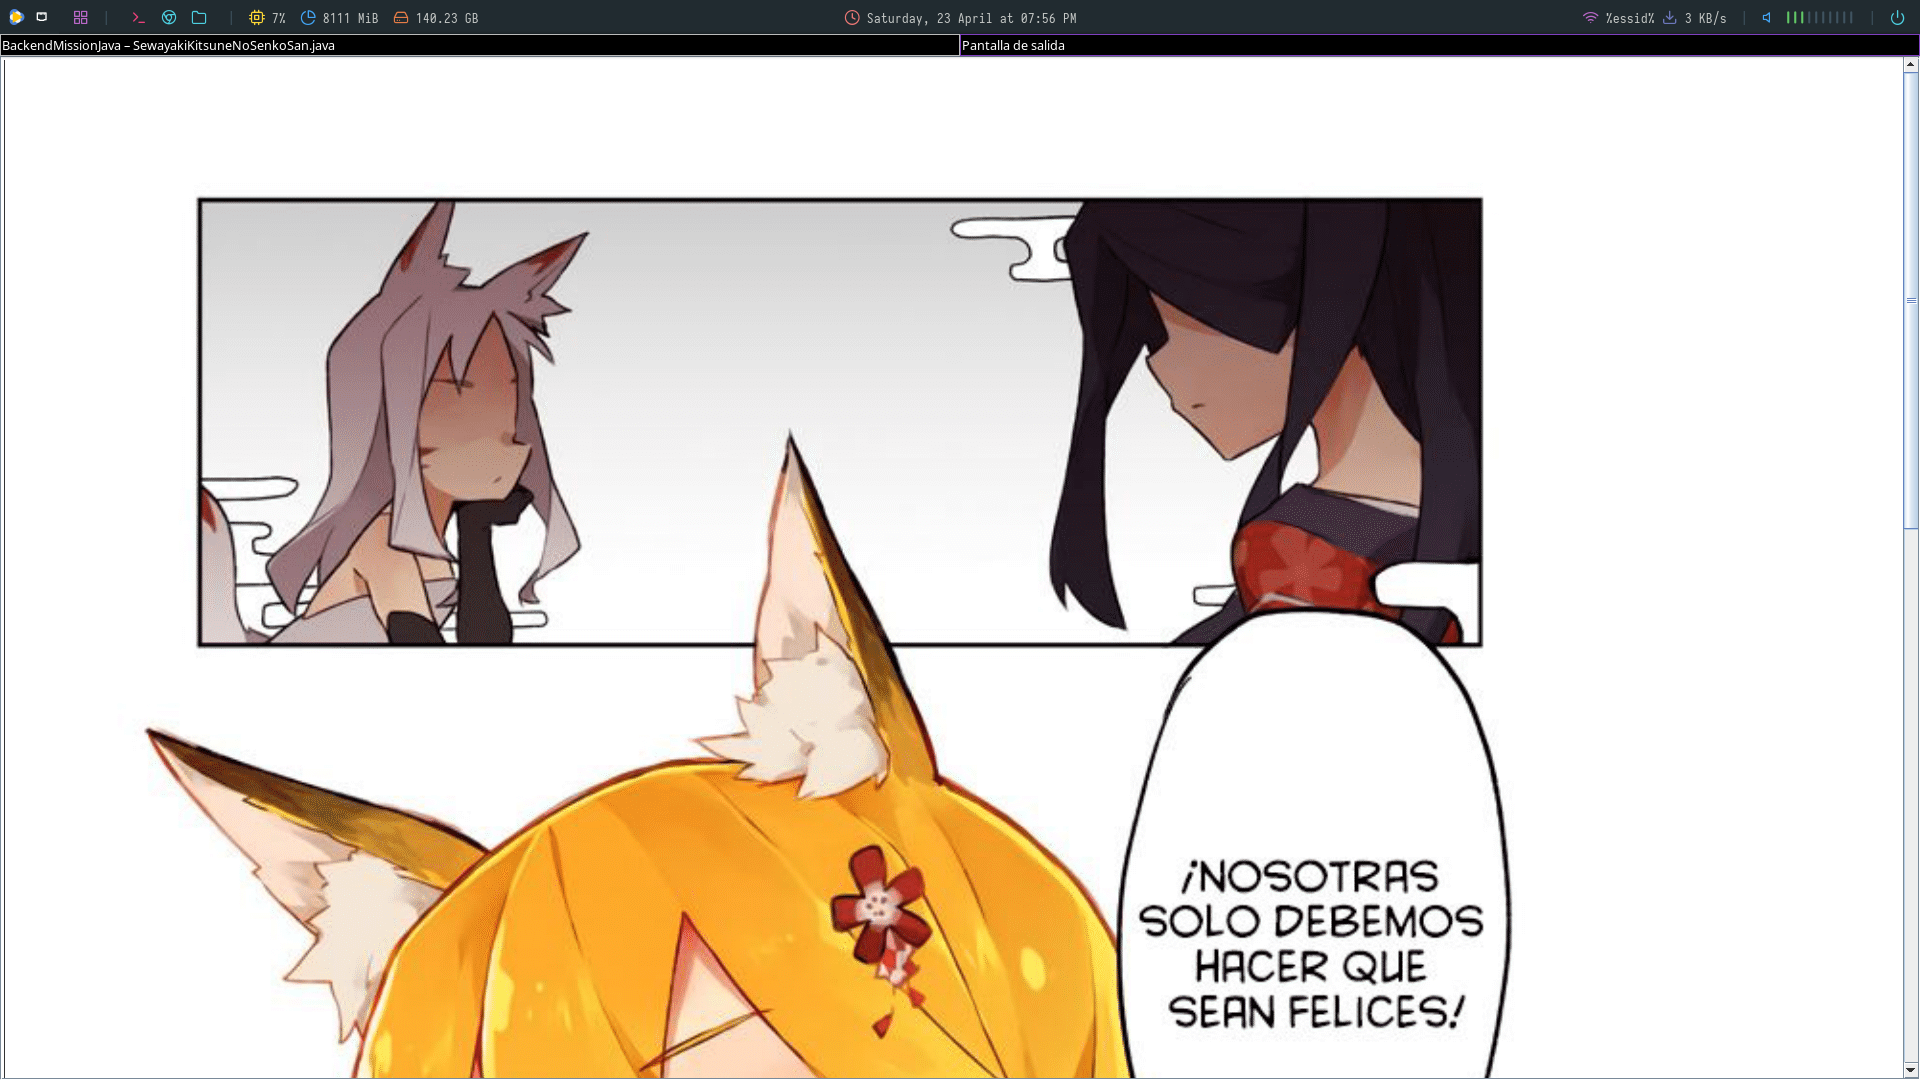 7% 8111 MiB 140.23 GB Saturday, 23 April at 07:56 PM %essid% 3 KB/s
BackendMissionJava – SewayakiKitsuneNoSenkoSan.java Pantalla de salida
¡NOSOTRAS
SOLO DEBEMOS
HACER QUE
SEAN FELICES!